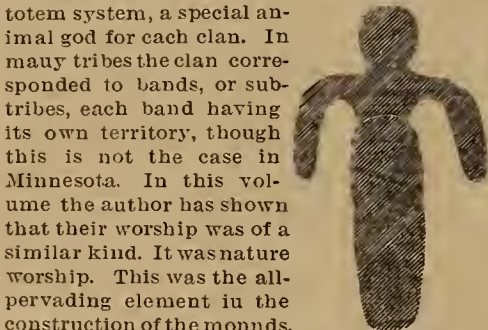 totem system, a special an-
imal god for each clan. In
many tribes the clan corre-
sponded to bands, or sub-
tribes, each band having
its own territory, though
this is not the case in
Minnesota. In this vol-
ume the author has shown
that their worship was of a
similar kind. It was nature
worship. This was the all-
pervading element in the
construction of the mounds.